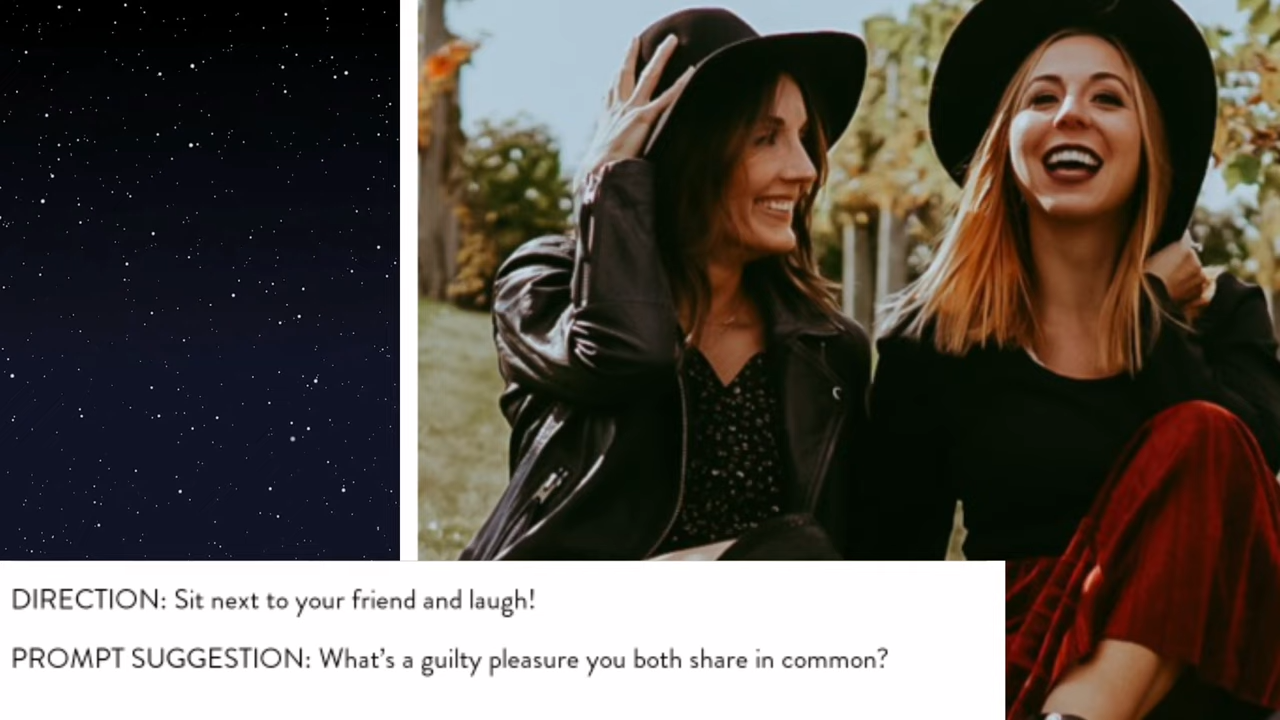 DIRECTION: Sit next to your friend and laugh!
PROMPT SUGGESTION: What's a guilty pleasure you both share in common?